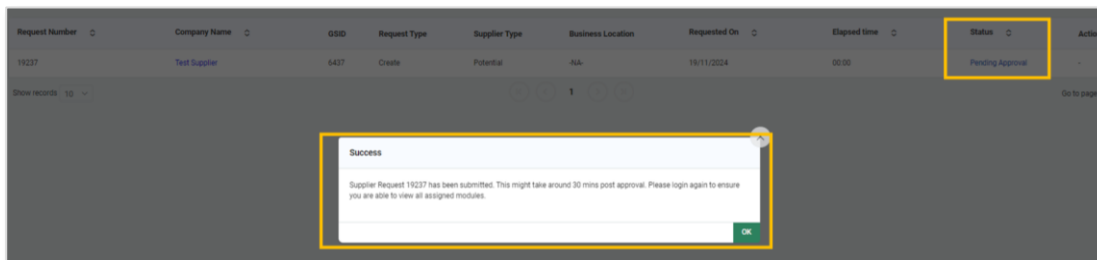 Request Number Company Name GSID Request Type Supplier Type Business Location Requested On Elapsed time Status Action
19237 Test Supplier 6437 Create Potential -NA- 19/11/2024 00:00 Pending Approval -
Show records 10 1 Go to page
Success
Supplier Request 19237 has been submitted. This might take around 30 mins post approval. Please login again to ensure
you are able to view all assigned modules.
OK